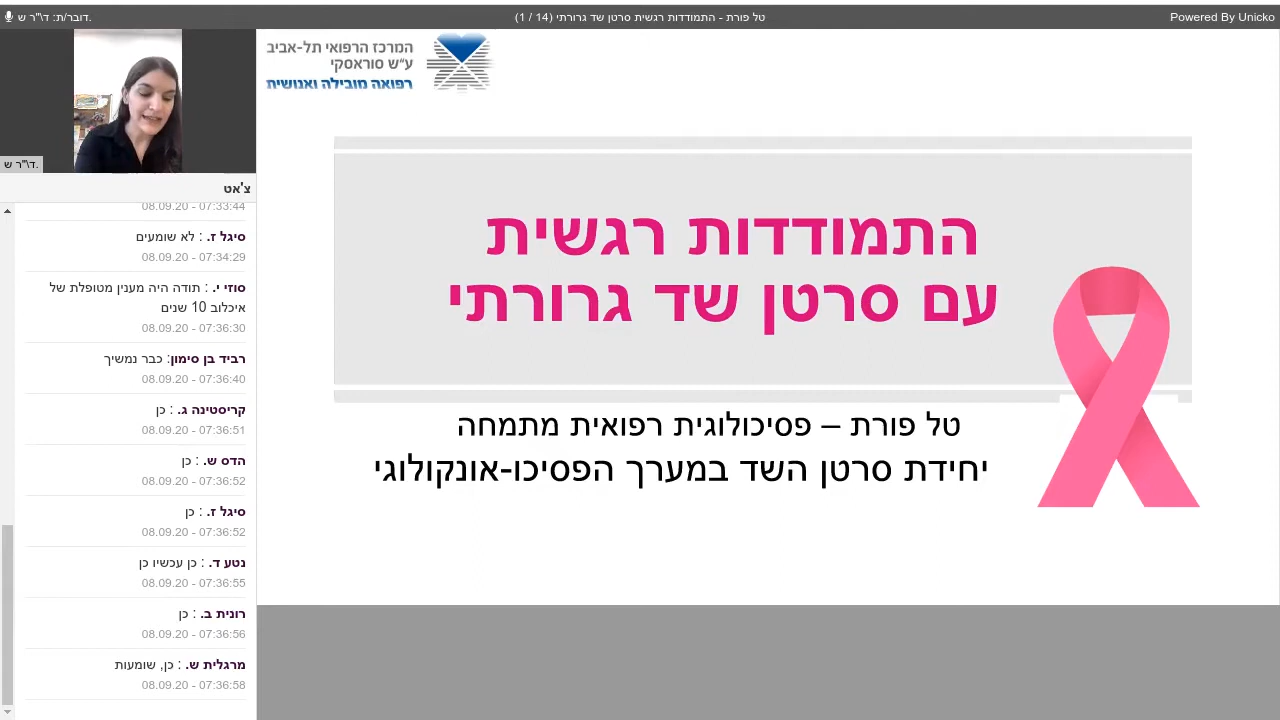 דובר/ת: ד\"ר ש.
טל פורת - התמודדות רגשית סרטן שד גרורתי (14 / 1)
Powered By Unicko
ד\"ר ש.
צ'אט
08.09.20 - 07:33:44
סיגל ז. : לא שומעים
08.09.20 - 07:34:29
סוזי י. : תודה היה מענין מטופלת של
איכלוב 10 שנים
08.09.20 - 07:36:30
רביד בן סימון: כבר נמשיך
08.09.20 - 07:36:40
קריסטינה ג. : כן
08.09.20 - 07:36:51
הדס ש. : כן
08.09.20 - 07:36:52
סיגל ז. : כן
08.09.20 - 07:36:52
נטע ד. : כן עכשיו כן
08.09.20 - 07:36:55
רונית ב. : כן
08.09.20 - 07:36:56
מרגלית ש. : כן, שומעות
08.09.20 - 07:36:58
המרכז הרפואי תל-אביב
ע״ש סוראסקי
רפואה מובילה ואנושית
התמודדות רגשית
עם סרטן שד גרורתי
טל פורת – פסיכולוגית רפואית מתמחה
יחידת סרטן השד במערך הפסיכו-אונקולוגי